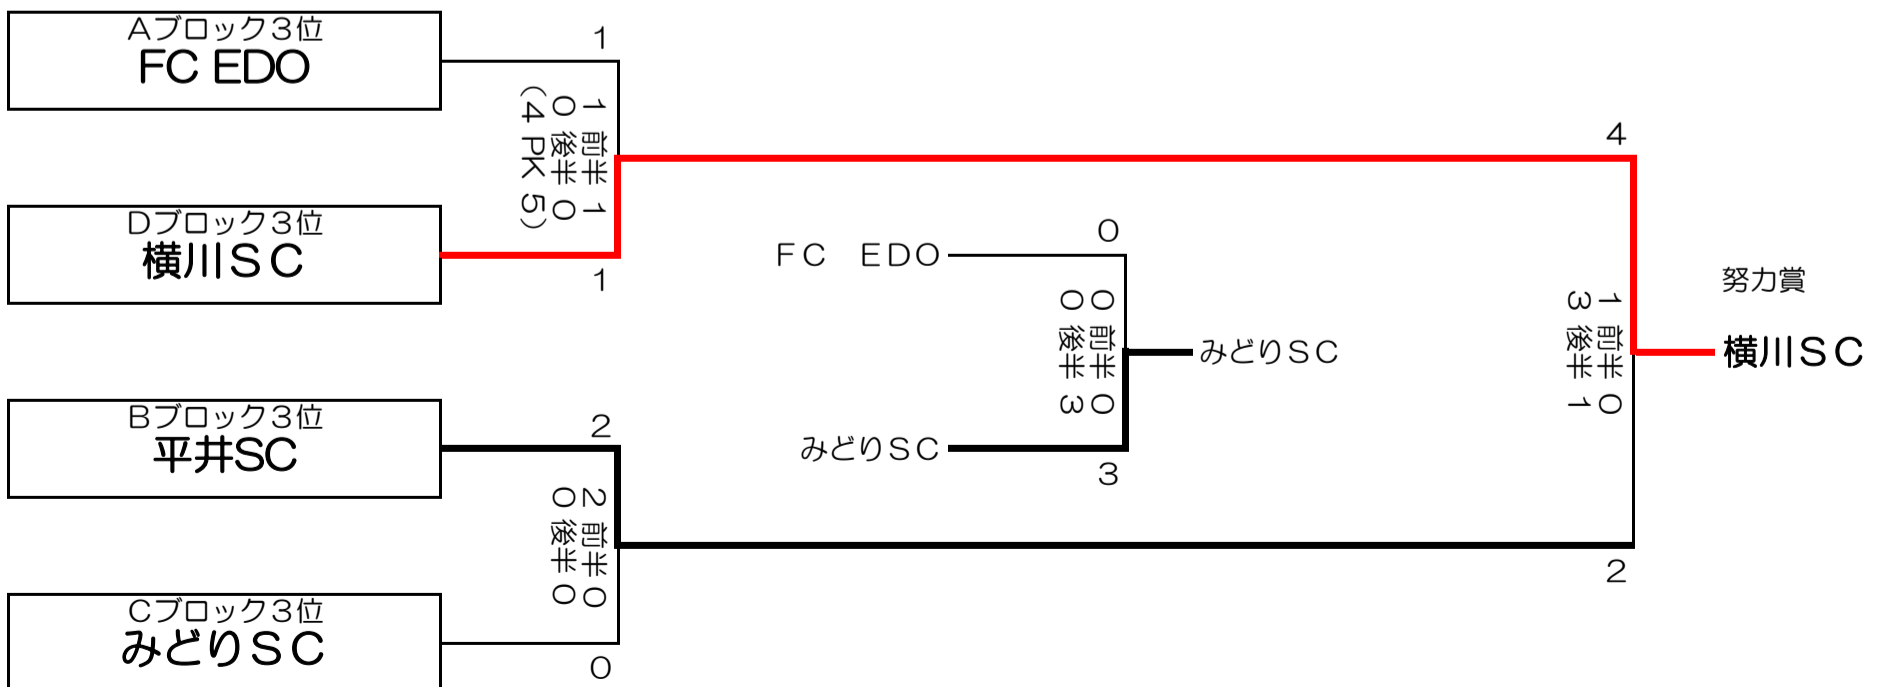 Aブロック３位
FC EDO
Dブロック３位
横川ＳＣ
Bブロック３位
平井SC
Cブロック３位
みどりＳＣ
1
1 前半 1
0 後半 0
(4 PK 5)
1
2
2 前半 0
0 後半 0
0
ＦＣ　ＥＤＯ
みどりＳＣ
0
0 前半 0
0 後半 3
3
みどりＳＣ
4
1 前半 0
3 後半 1
2
努力賞
横川ＳＣ